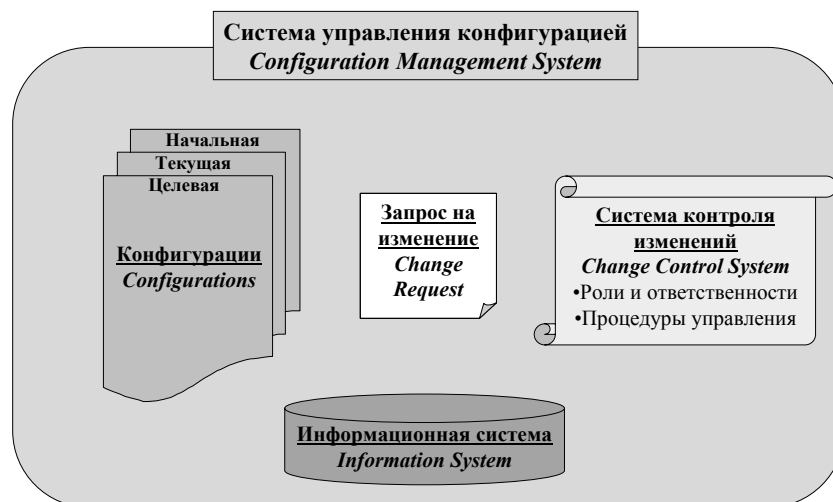 Система управления конфигурацией
Configuration Management System
Начальная
Текущая
Целевая
Конфигурации
Configurations
Запрос на
изменение
Change
Request
Система контроля
изменений
Change Control System
•Роли и ответственности
•Процедуры управления
Информационная система
Information System